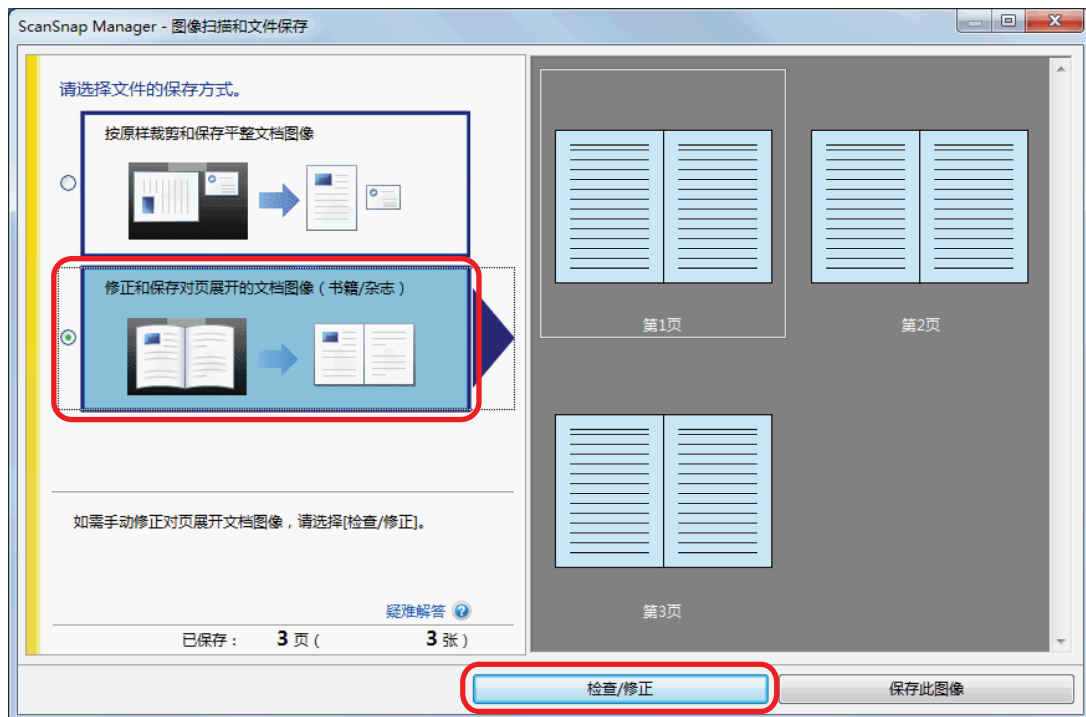 ScanSnap Manager - 图像扫描和文件保存
请选择文件的保存方式。
按原样裁剪和保存平整文档图像
修正和保存对页展开的文档图像（书籍/杂志）
如需手动修正对页展开文档图像，请选择[检查/修正]。
疑难解答
已保存： 3 页（ 3 张）
第1页
第2页
第3页
检查/修正
保存此图像